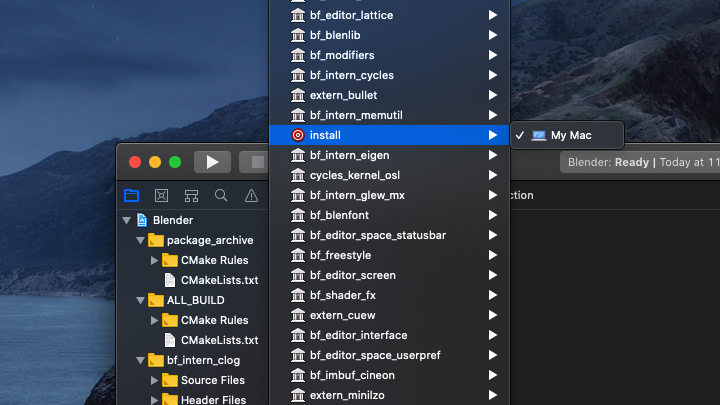 bf_editor_lattice
bf_blenlib
bf_modifiers
bf_intern_cycles
extern_bullet
bf_intern_memutil
install
My Mac
bf_intern_eigen
Blender: Ready | Today at 11
cycles_kernel_osl
bf_intern_glew_mx
ction
bf_blenfont
Blender
bf_editor_space_statusbar
package_archive
bf_freestyle
CMake Rules
bf_editor_screen
CMakeLists.txt
bf_shader_fx
ALL_BUILD
extern_cuew
CMake Rules
bf_editor_interface
CMakeLists.txt
bf_editor_space_userpref
bf_intern_clog
bf_imbuf_cineon
Source Files
extern_minilzo
Header Files